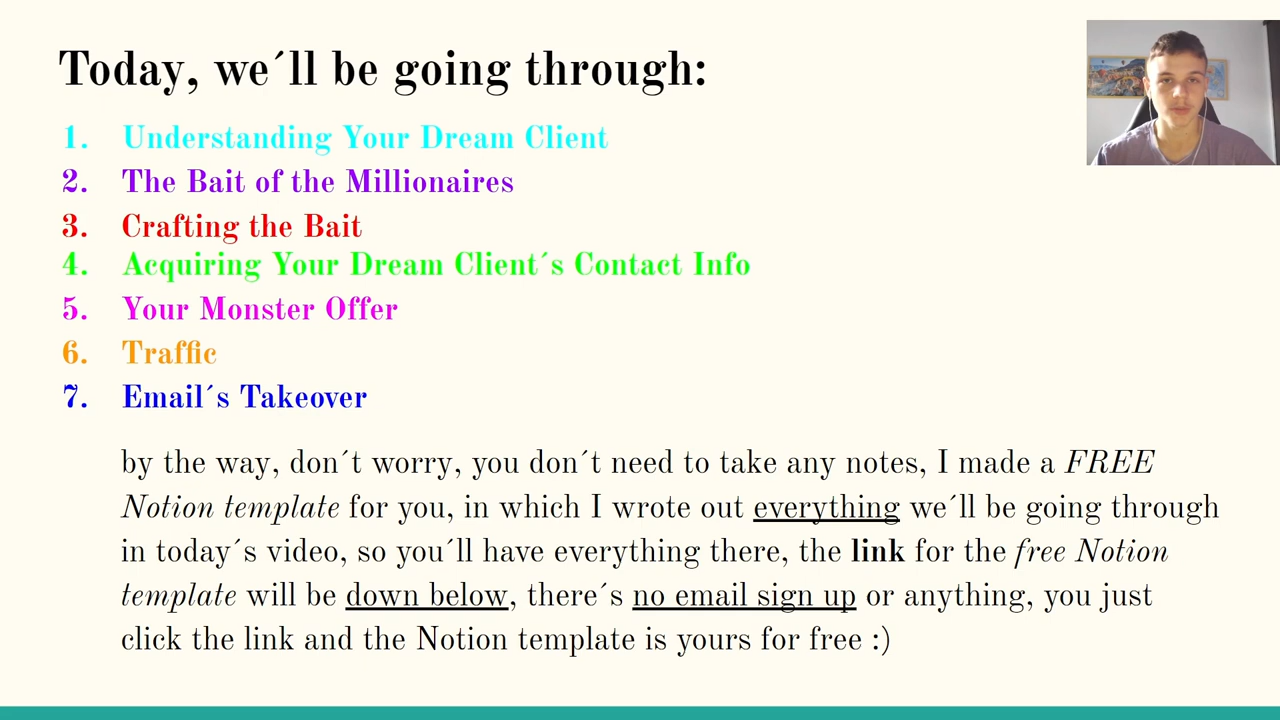 Today, we´ll be going through:
1. Understanding Your Dream Client
2. The Bait of the Millionaires
3. Crafting the Bait
4. Acquiring Your Dream Client´s Contact Info
5. Your Monster Offer
6. Traffic
7. Email´s Takeover
by the way, don´t worry, you don´t need to take any notes, I made a FREE
Notion template for you, in which I wrote out everything we´ll be going through
in today´s video, so you´ll have everything there, the link for the free Notion
template will be down below, there´s no email sign up or anything, you just
click the link and the Notion template is yours for free :)